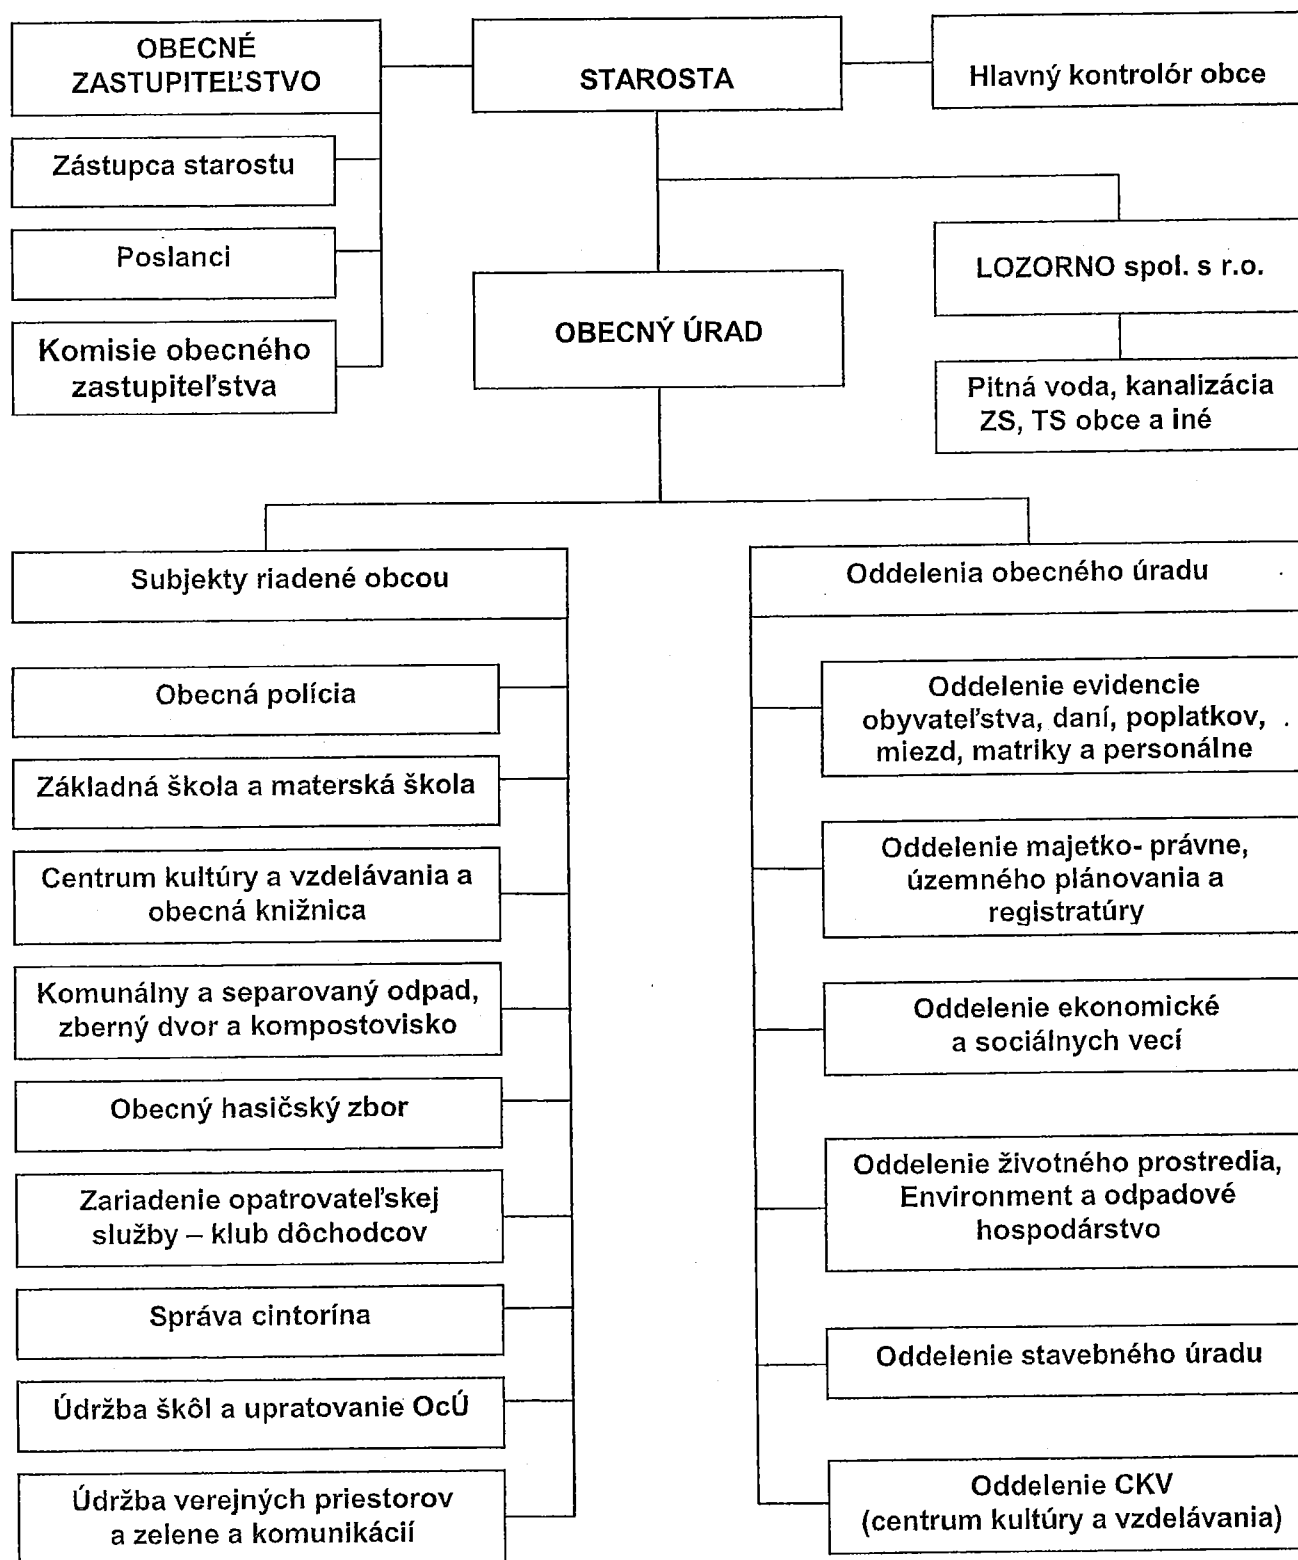 OBECNÉ
ZASTUPITEĽSTVO
STAROSTA
Hlavný kontrolór obce
Zástupca starostu
Poslanci
Komisie obecného
zastupiteľstva
OBECNÝ ÚRAD
LOZORNO spol. s r.o.
Pitná voda, kanalizácia
ZS, TS obce a iné
Subjekty riadené obcou
Obecná polícia
Základná škola a materská škola
Centrum kultúry a vzdelávania a
obecná knižnica
Komunálny a separovaný odpad,
zberný dvor a kompostovisko
Obecný hasičský zbor
Zariadenie opatrovateľskej
služby – klub dôchodcov
Správa cintorína
Údržba škôl a upratovanie OcÚ
Údržba verejných priestorov
a zelene a komunikácií
Oddelenia obecného úradu
Oddelenie evidencie
obyvateľstva, daní, poplatkov,
miezd, matriky a personálne
Oddelenie majetko- právne,
územného plánovania a
registratúry
Oddelenie ekonomické
a sociálnych vecí
Oddelenie životného prostredia,
Environment a odpadové
hospodárstvo
Oddelenie stavebného úradu
Oddelenie CKV
(centrum kultúry a vzdelávania)